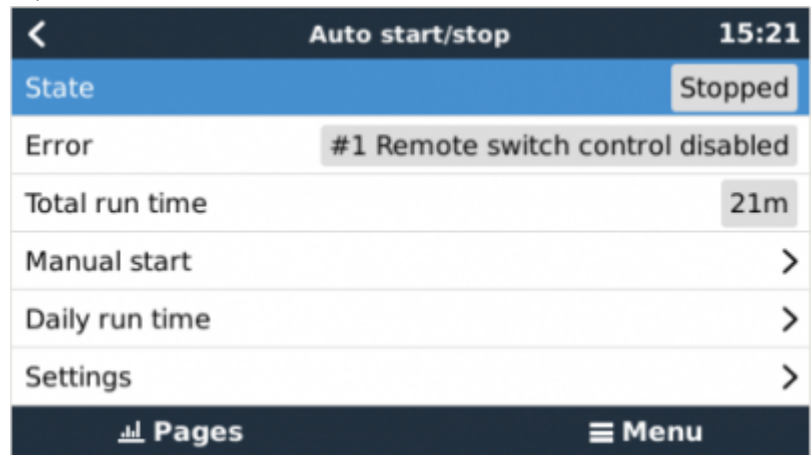 Auto start/stop 15:21
State Stopped
Error #1 Remote switch control disabled
Total run time 21m
Manual start
Daily run time
Settings
Pages Menu